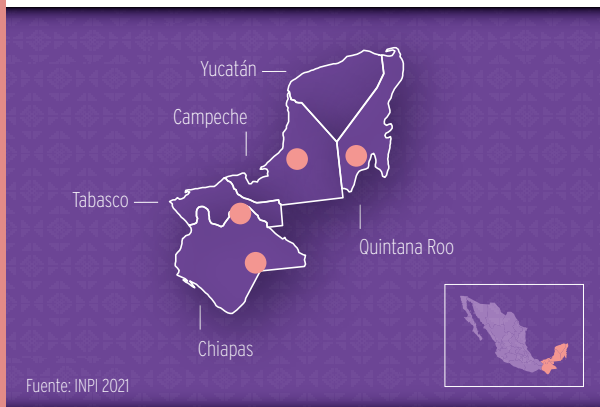 Yucatán
Campeche
Tabasco
Quintana Roo
Chiapas
Fuente: INPI 2021